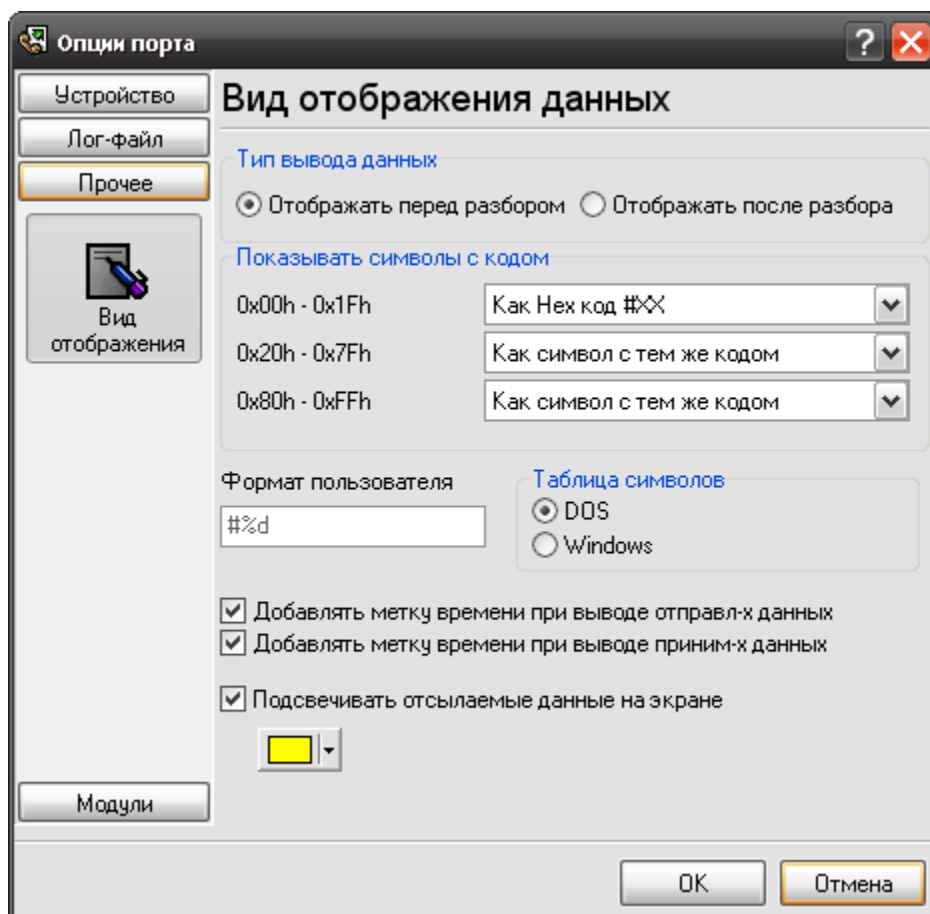 Опции порта
Устройство
Лог-файл
Прочее
Вид
отображения
Модули
Вид отображения данных
Тип вывода данных
Отображать перед разбором Отображать после разбора
Показывать символы с кодом
0x00h - 0x1Fh Как Hex код #XX
0x20h - 0x7Fh Как символ с тем же кодом
0x80h - 0xFFh Как символ с тем же кодом
Формат пользователя
#%d
Таблица символов
DOS
Windows
Добавлять метку времени при выводе отправл-х данных
Добавлять метку времени при выводе приним-х данных
Подсвечивать отсылаемые данные на экране
OK Отмена